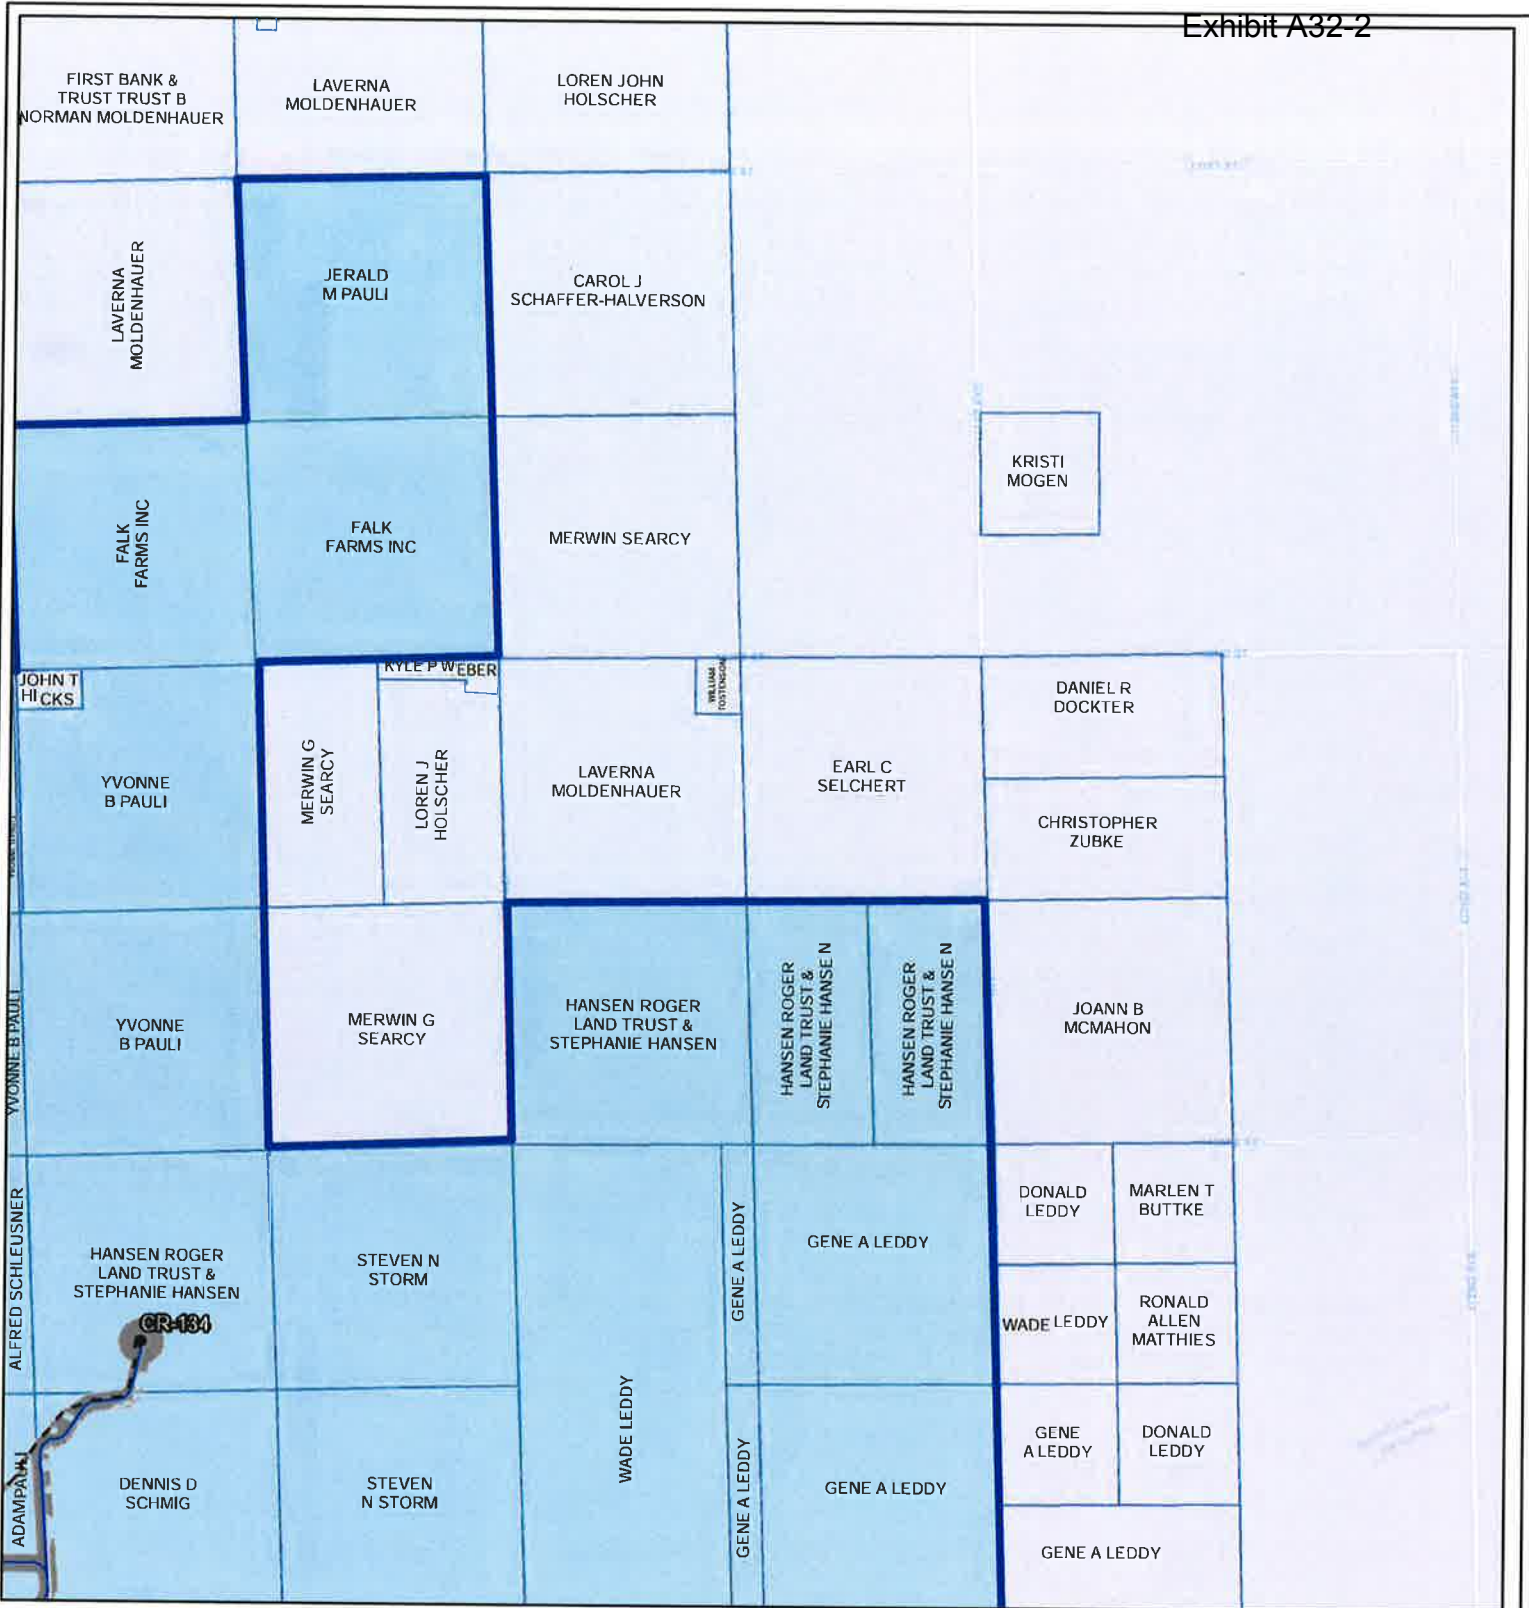 Exhibit A32-2
FIRST BANK &
TRUST TRUST B
NORMAN MOLDENHAUER
LAVERNA
MOLDENHAUER
LOREN JOHN
HOLSCHER
LAVERNA
MOLDENHAUER
JERALD
M PAULI
CAROL J
SCHAFFER-HALVERSON
FALK
FARMS INC
FALK
FARMS INC
MERWIN SEARCY
KRISTI
MOGEN
JOHN T
HICKS
YVONNE
B PAULI
MERWIN G
SEARCY
KYLE P WEBER
LOREN J
HOLSCHER
LAVERNA
MOLDENHAUER
WILLIAM
TOSTENSON
EARL C
SELCHERT
DANIEL R
DOCKTER
CHRISTOPHER
ZUBKE
YVONNE B PAULI
YVONNE
B PAULI
MERWIN G
SEARCY
HANSEN ROGER
LAND TRUST &
STEPHANIE HANSEN
HANSEN ROGER
LAND TRUST &
STEPHANIE HANSE N
HANSEN ROGER
LAND TRUST &
STEPHANIE HANSE N
JOANN B
MCMAHON
ALFRED SCHLEUSNER
HANSEN ROGER
LAND TRUST &
STEPHANIE HANSEN
CR-134
STEVEN N
STORM
WADE LEDDY
GENE A LEDDY
GENE A LEDDY
DONALD
LEDDY
MARLEN T
BUTTKE
WADE LEDDY
RONALD
ALLEN
MATTHIES
ADAM PAULI
DENNIS D
SCHMIG
STEVEN
N STORM
GENE A LEDDY
GENE A LEDDY
GENE
A LEDDY
DONALD
LEDDY
GENE A LEDDY